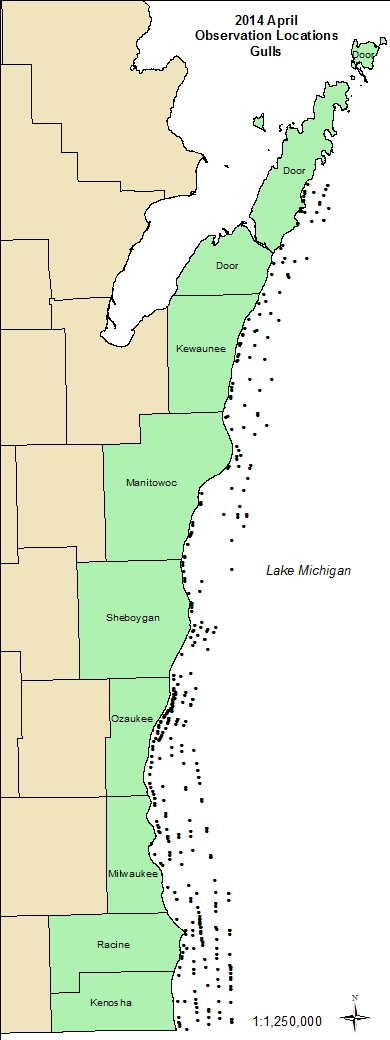 2014 April
Observation Locations
Gulls
Door
Door
Door
Kewaunee
Manitowoc
Lake Michigan
Sheboygan
Ozaukee
Milwaukee
Racine
Kenosha
N
1:1,250,000